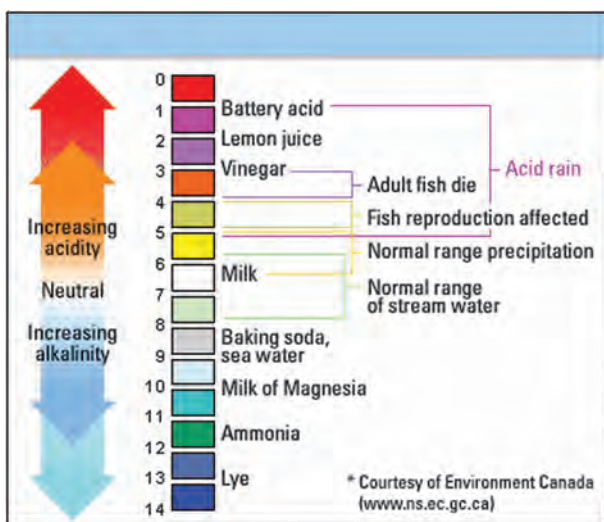 0
1
Battery acid
2
Lemon juice
3
Vinegar
Adult fish die
Acid rain
4
Fish reproduction affected
Increasing
acidity
5
Normal range precipitation
6
Milk
Neutral
7
Normal range
of stream water
8
Increasing
alkalinity
Baking soda,
sea water
9
10
Milk of Magnesia
11
Ammonia
12
13
Lye
14
* Courtesy of Environment Canada
(www.ns.ec.gc.ca)